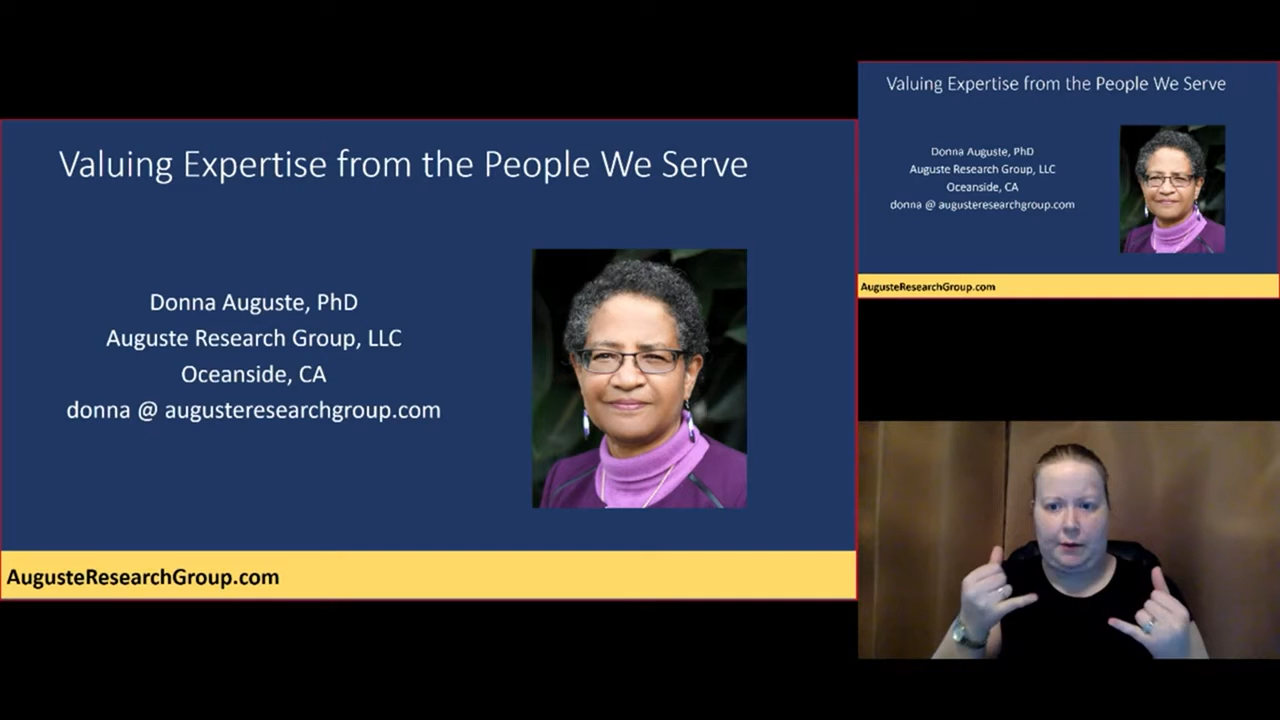 Valuing Expertise from the People We Serve
Donna Auguste, PhD
Auguste Research Group, LLC
Oceanside, CA
donna @ augusteresearchgroup.com
AugusteResearchGroup.com
Valuing Expertise from the People We Serve
Donna Auguste, PhD
Auguste Research Group, LLC
Oceanside, CA
donna @ augusteresearchgroup.com
AugusteResearchGroup.com